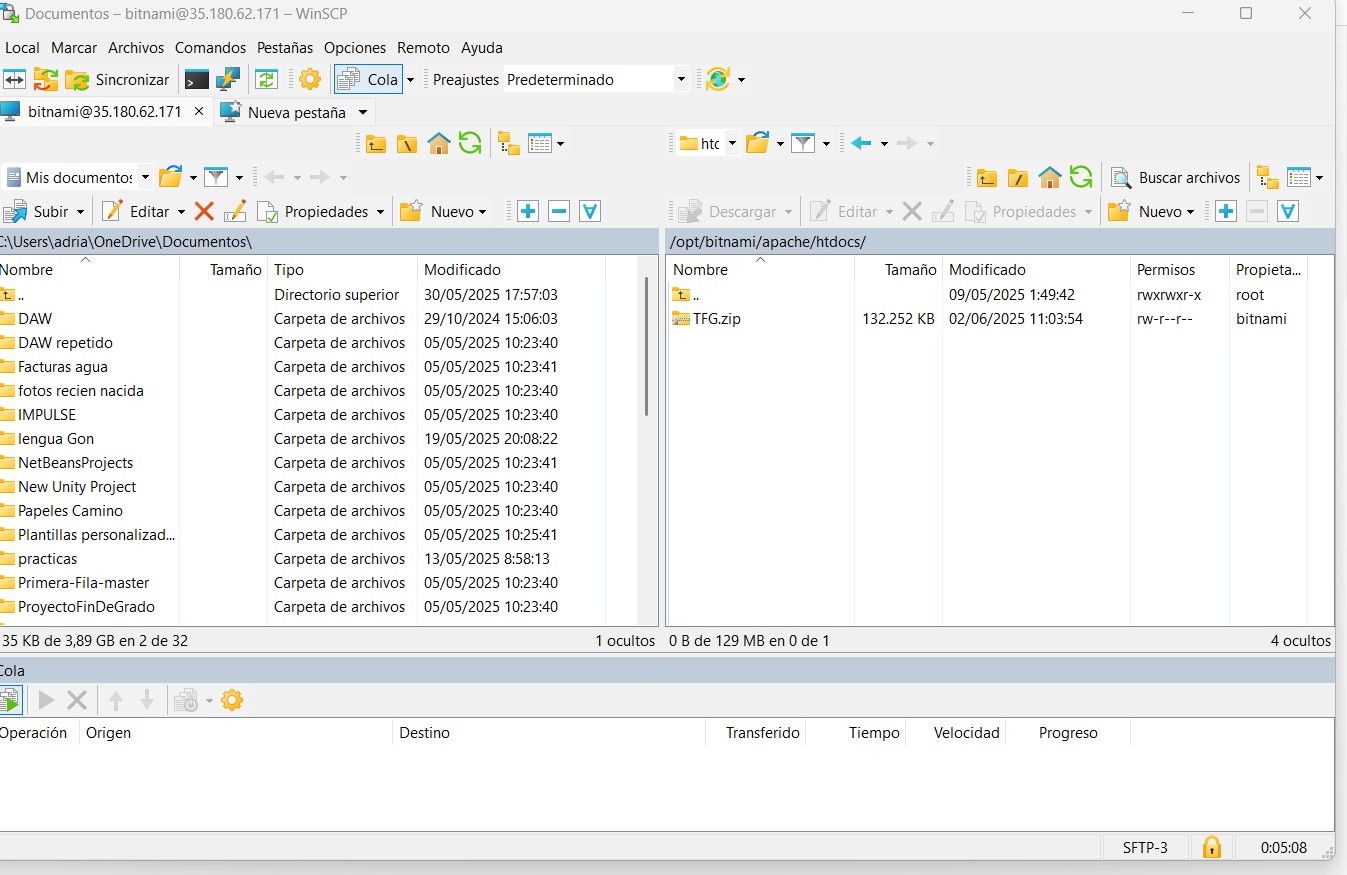 Documentos – bitnami@35.180.62.171 – WinSCP
Local Marcar Archivos Comandos Pestañas Opciones Remoto Ayuda
Sincronizar Cola Preajustes Predeterminado
bitnami@35.180.62.171 Nueva pestaña
htc
Mis documentos Buscar archivos
Subir Editar Propiedades Nuevo Descargar Editar Propiedades Nuevo
C:\Users\adria\OneDrive\Documentos\ /opt/bitnami/apache/htdocs/
Nombre Tamaño Tipo Modificado Nombre Tamaño Modificado Permisos Propieta...
.. Directorio superior 30/05/2025 17:57:03 .. 09/05/2025 1:49:42 rwxrwxr-x root
DAW Carpeta de archivos 29/10/2024 15:06:03 TFG.zip 132.252 KB 02/06/2025 11:03:54 rw-r--r-- bitnami
DAW repetido Carpeta de archivos 05/05/2025 10:23:40
Facturas agua Carpeta de archivos 05/05/2025 10:23:41
fotos recien nacida Carpeta de archivos 05/05/2025 10:23:40
IMPULSE Carpeta de archivos 05/05/2025 10:23:40
lengua Gon Carpeta de archivos 19/05/2025 20:08:22
NetBeansProjects Carpeta de archivos 05/05/2025 10:23:41
New Unity Project Carpeta de archivos 05/05/2025 10:23:40
Papeles Camino Carpeta de archivos 05/05/2025 10:23:40
Plantillas personalizad... Carpeta de archivos 05/05/2025 10:25:41
practicas Carpeta de archivos 13/05/2025 8:58:13
Primera-Fila-master Carpeta de archivos 05/05/2025 10:23:40
ProyectoFinDeGrado Carpeta de archivos 05/05/2025 10:23:40
35 KB de 3,89 GB en 2 de 32 1 ocultos 0 B de 129 MB en 0 de 1 4 ocultos
Cola
Operación Origen Destino Transferido Tiempo Velocidad Progreso
SFTP-3 0:05:08